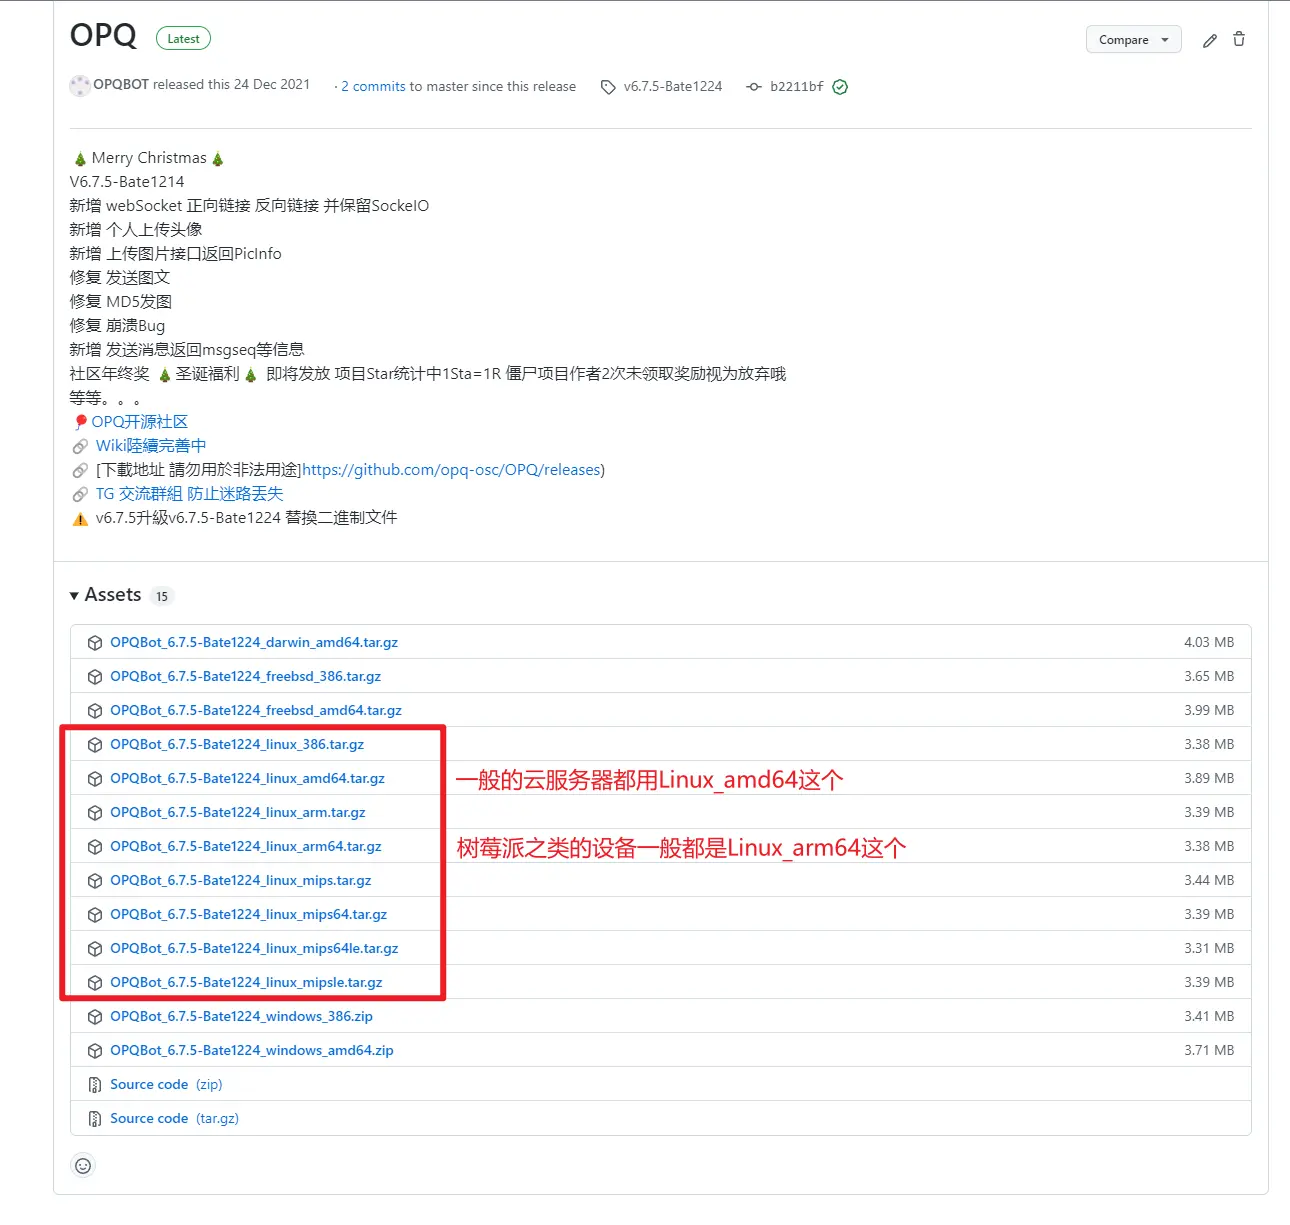 OPQ Latest Compare
OPQBOT released this 24 Dec 2021 · 2 commits to master since this release v6.7.5-Bate1224 b2211bf
🎄Merry Christmas🎄
V6.7.5-Bate1214
新增 webSocket 正向链接 反向链接 并保留SockeIO
新增 个人上传头像
新增 上传图片接口返回PicInfo
修复 发送图文
修复 MD5发图
修复 崩溃Bug
新增 发送消息返回msgseq等信息
社区年终奖 🎄圣诞福利🎄 即将发放 项目Star统计中1Sta=1R 僵尸项目作者2次未领取奖励视为放弃哦
等等。。。
🎈OPQ开源社区
🔗 Wiki陸續完善中
🔗 [下載地址 請勿用於非法用途]https://github.com/opq-osc/OPQ/releases)
🔗 TG 交流群組 防止迷路丟失
⚠️ v6.7.5升級v6.7.5-Bate1224 替換二進制文件
Assets 15
OPQBot_6.7.5-Bate1224_darwin_amd64.tar.gz 4.03 MB
OPQBot_6.7.5-Bate1224_freebsd_386.tar.gz 3.65 MB
OPQBot_6.7.5-Bate1224_freebsd_amd64.tar.gz 3.99 MB
OPQBot_6.7.5-Bate1224_linux_386.tar.gz 3.38 MB
OPQBot_6.7.5-Bate1224_linux_amd64.tar.gz 一般的云服务器都用Linux_amd64这个 3.89 MB
OPQBot_6.7.5-Bate1224_linux_arm.tar.gz 3.39 MB
OPQBot_6.7.5-Bate1224_linux_arm64.tar.gz 树莓派之类的设备一般都是Linux_arm64这个 3.38 MB
OPQBot_6.7.5-Bate1224_linux_mips.tar.gz 3.44 MB
OPQBot_6.7.5-Bate1224_linux_mips64.tar.gz 3.39 MB
OPQBot_6.7.5-Bate1224_linux_mips64le.tar.gz 3.31 MB
OPQBot_6.7.5-Bate1224_linux_mipsle.tar.gz 3.39 MB
OPQBot_6.7.5-Bate1224_windows_386.zip 3.41 MB
OPQBot_6.7.5-Bate1224_windows_amd64.zip 3.71 MB
Source code (zip)
Source code (tar.gz)